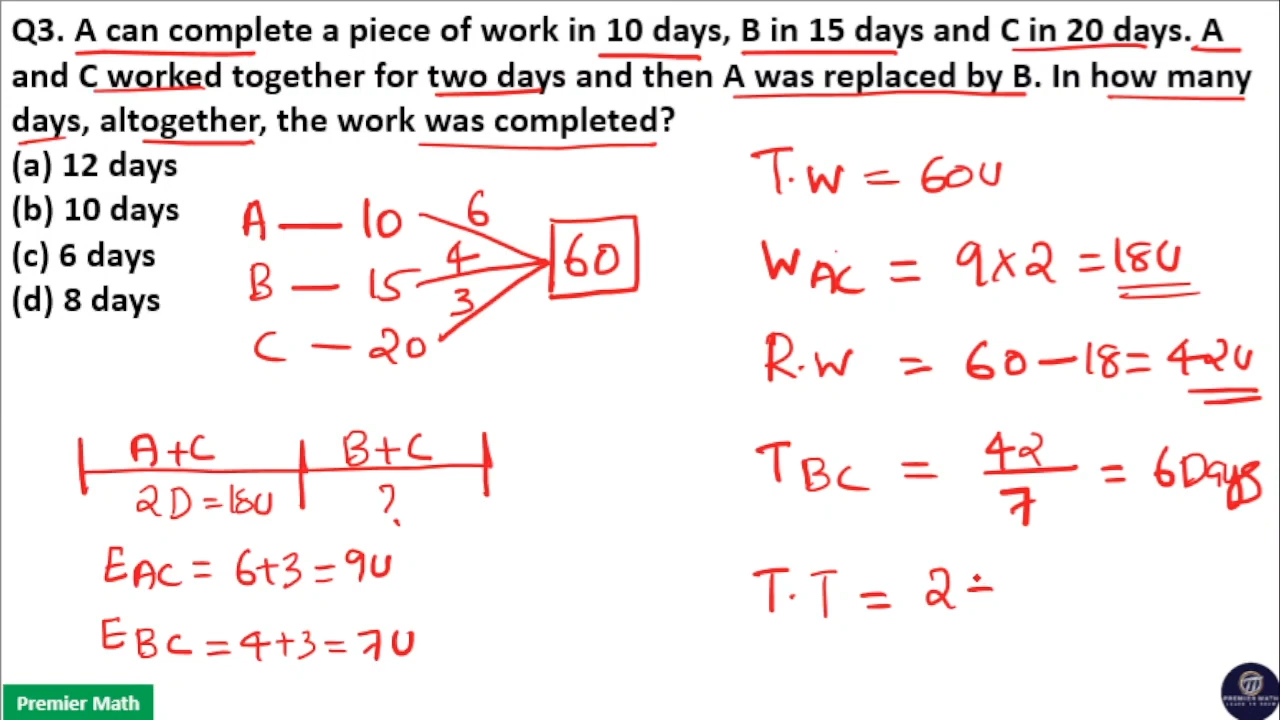 Q3. A can complete a piece of work in 10 days, B in 15 days and C in 20 days. A
and C worked together for two days and then A was replaced by B. In how many
days, altogether, the work was completed?
(a) 12 days
(b) 10 days
(c) 6 days
(d) 8 days
A — 10 6
B — 15 4 60
C — 20 3
A+C B+C
2D=18U ?
EAC = 6+3=9U
EBC =4+3=7U
T.W = 60U
WAC = 9×2 =18U
R.W = 60-18=42U
TBC = 42/7 = 6Days
T.T = 2 -
Premier Math
PREMIER MATH